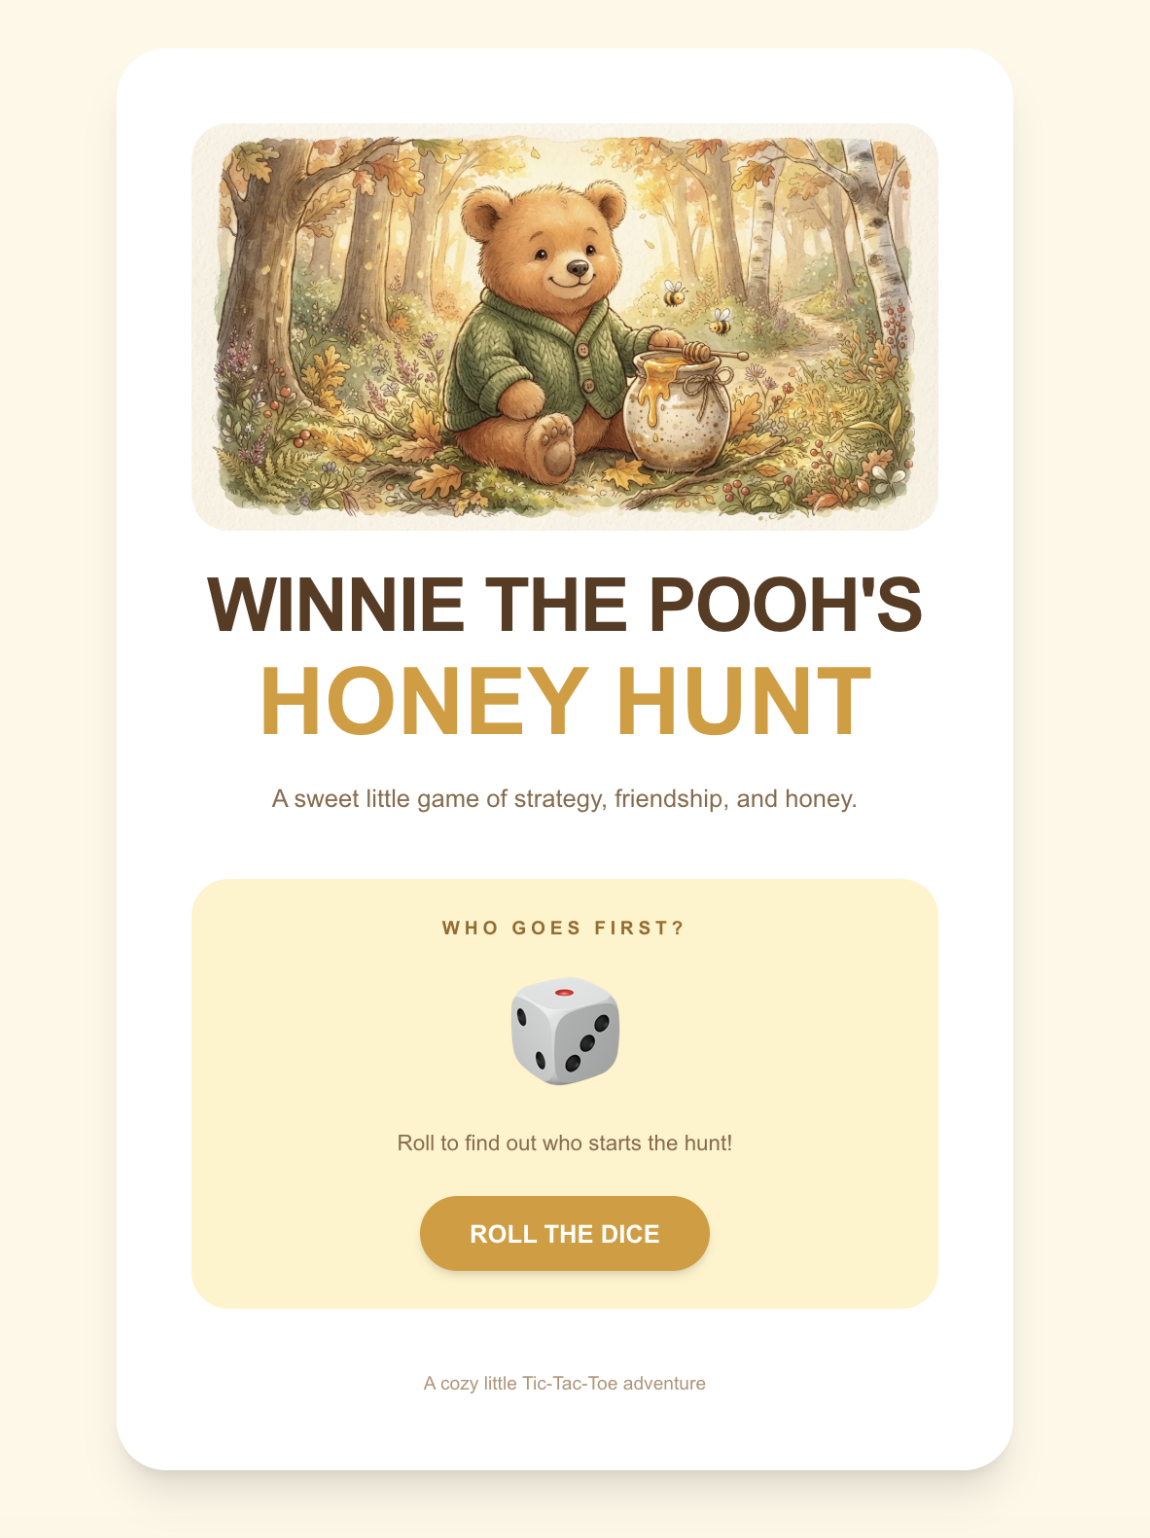 WINNIE THE POOH'S
HONEY HUNT
A sweet little game of strategy, friendship, and honey.
WHO GOES FIRST?
Roll to find out who starts the hunt!
ROLL THE DICE
A cozy little Tic-Tac-Toe adventure